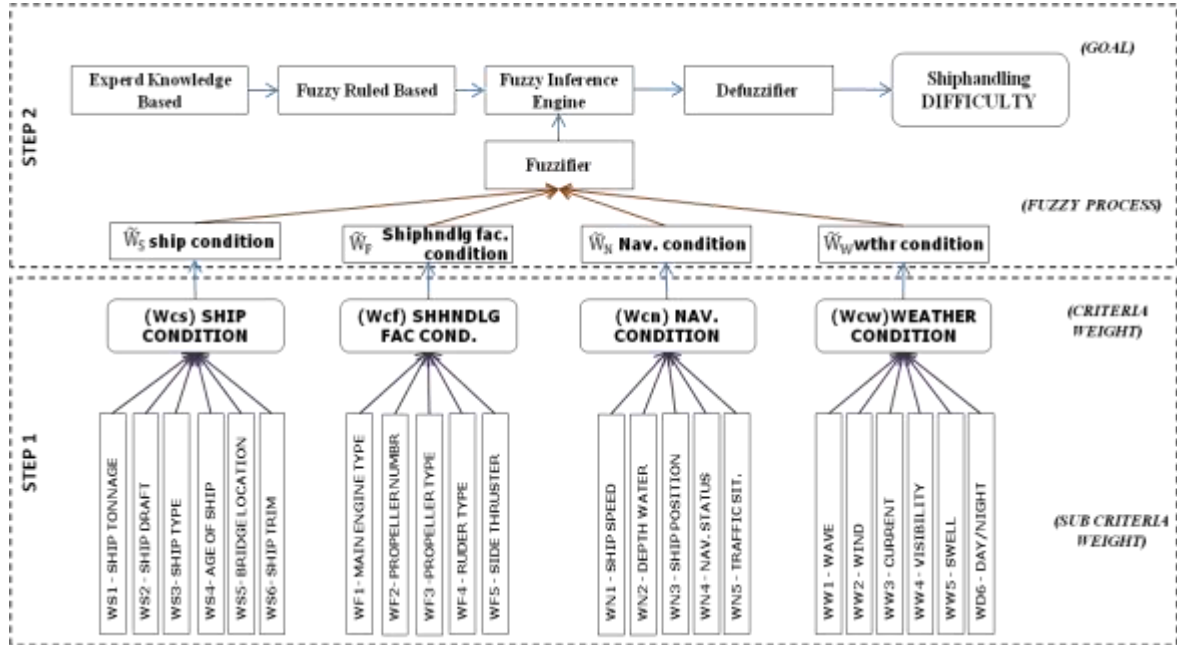 STEP 2
(GOAL)
Experd Knowledge
Based
Fuzzy Ruled Based
Fuzzy Inference
Engine
Defuzzifier
Shiphandling
DIFFICULTY
Fuzzifier
(FUZZY PROCESS)
W̃S ship condition
W̃F Shiphndlg fac.
condition
W̃N Nav. condition
W̃W wthr condition
STEP 1
(Wcs) SHIP
CONDITION
(Wcf) SHHNDLG
FAC COND.
(Wcn) NAV.
CONDITION
(Wcw)WEATHER
CONDITION
(CRITERIA
WEIGHT)
WS1 - SHIP TONNAGE
WS2 - SHIP DRAFT
WS3- SHIP TYPE
WS4- AGE OF SHIP
WS5- BRIDGE LOCATION
WS6- SHIP TRIM
WF1 - MAIN ENGINE TYPE
WF2- PROPELLER NUMBR
WF3 -PROPELLER TYPE
WF4 - RUDER TYPE
WF5 - SIDE THRUSTER
WN1 - SHIP SPEED
WN2 - DEPTH WATER
WN3 - SHIP POSITION
WN4 - NAV. STATUS
WN5 - TRAFFIC SIT.
WW1 - WAVE
WW2 - WIND
WW3 - CURRENT
WW4 - VISIBILITY
WW5 - SWELL
WD6 - DAY/NIGHT
(SUB CRITERIA
WEIGHT)